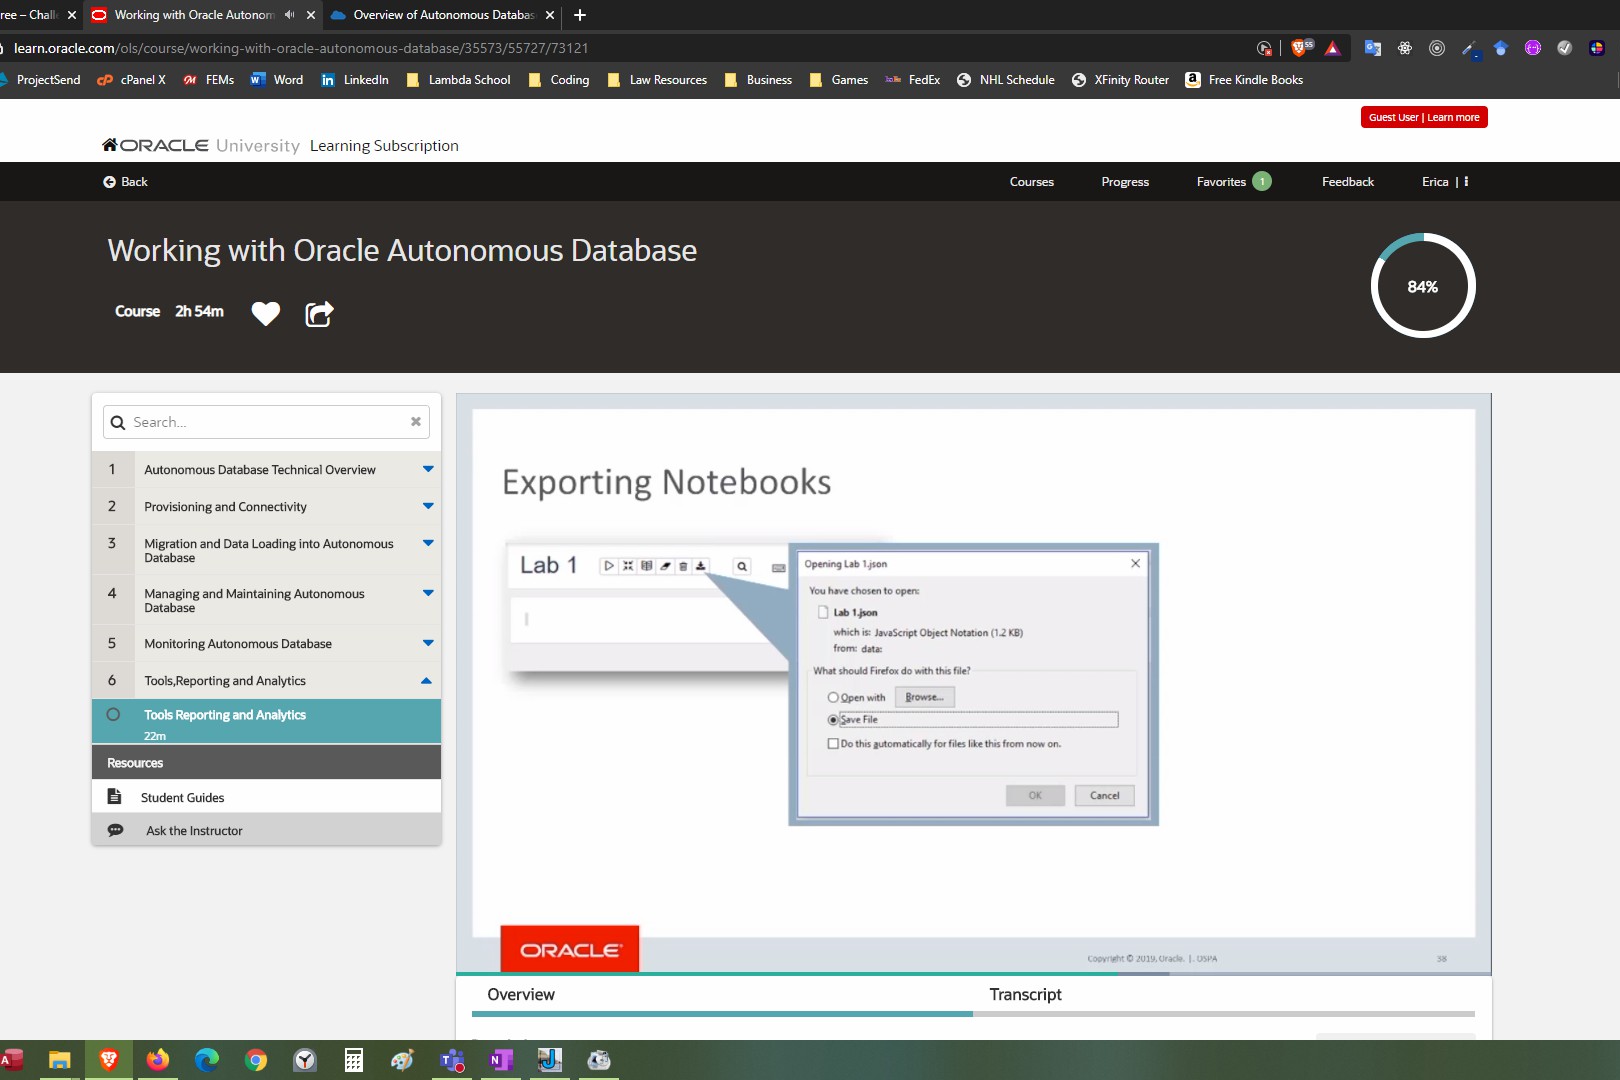 ree – Chall
Working with Oracle Autonom
Overview of Autonomous Databas
learn.oracle.com/ols/course/working-with-oracle-autonomous-database/35573/55727/73121
55
ProjectSend
cPanel X
FEMs
Word
LinkedIn
Lambda School
Coding
Law Resources
Business
Games
FedEx
NHL Schedule
XFinity Router
Free Kindle Books
Guest User | Learn more
ORACLE University Learning Subscription
Back
Courses
Progress
Favorites 1
Feedback
Erica |
Working with Oracle Autonomous Database
Course 2h 54m
84%
Search...
1 Autonomous Database Technical Overview
2 Provisioning and Connectivity
3 Migration and Data Loading into Autonomous
Database
4 Managing and Maintaining Autonomous
Database
5 Monitoring Autonomous Database
6 Tools,Reporting and Analytics
Tools Reporting and Analytics
22m
Resources
Student Guides
Ask the Instructor
Exporting Notebooks
Lab 1
Opening Lab 1.json
You have chosen to open:
Lab 1.json
which is: JavaScript Object Notation (1.2 KB)
from: data:
What should Firefox do with this file?
Open with Browse...
Save File
Do this automatically for files like this from now on.
OK Cancel
ORACLE
Copyright © 2019, Oracle. |. OSPA
38
Overview
Transcript